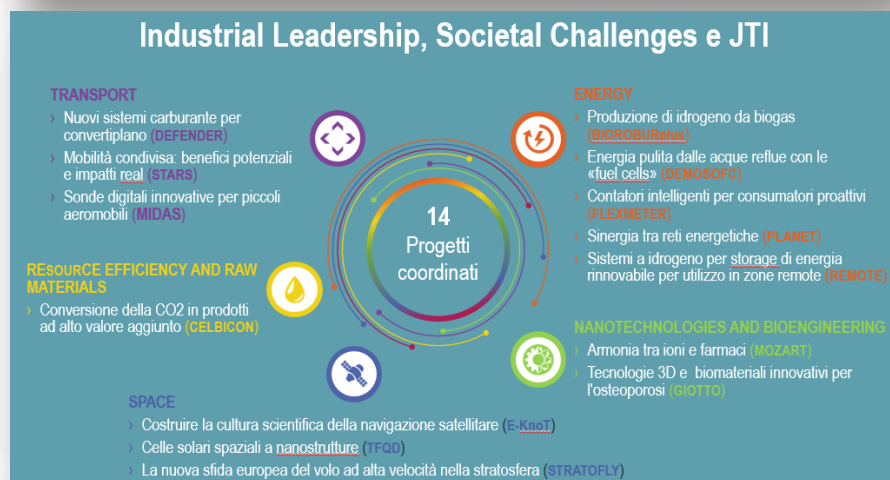 Industrial Leadership, Societal Challenges e JTI
TRANSPORT
› Nuovi sistemi carburante per
convertiplano (DEFENDER)
› Mobilità condivisa: benefici potenziali
e impatti real (STARS)
› Sonde digitali innovative per piccoli
aeromobili (MIDAS)
RESOURCE EFFICIENCY AND RAW
MATERIALS
› Conversione della CO2 in prodotti
ad alto valore aggiunto (CELBICON)
14
Progetti
coordinati
ENERGY
› Produzione di idrogeno da biogas
(BIOROBURplus)
› Energia pulita dalle acque reflue con le
«fuel cells» (DEMOSOFC)
› Contatori intelligenti per consumatori proattivi
(FLEXMETER)
› Sinergia tra reti energetiche (PLANET)
› Sistemi a idrogeno per storage di energia
rinnovabile per utilizzo in zone remote (REMOTE)
NANOTECHNOLOGIES AND BIOENGINEERING
› Armonia tra ioni e farmaci (MOZART)
› Tecnologie 3D e biomateriali innovativi per
l'osteoporosi (GIOTTO)
SPACE
› Costruire la cultura scientifica della navigazione satellitare (E-KnoT)
› Celle solari spaziali a nanostrutture (TFQD)
› La nuova sfida europea del volo ad alta velocità nella stratosfera (STRATOFLY)